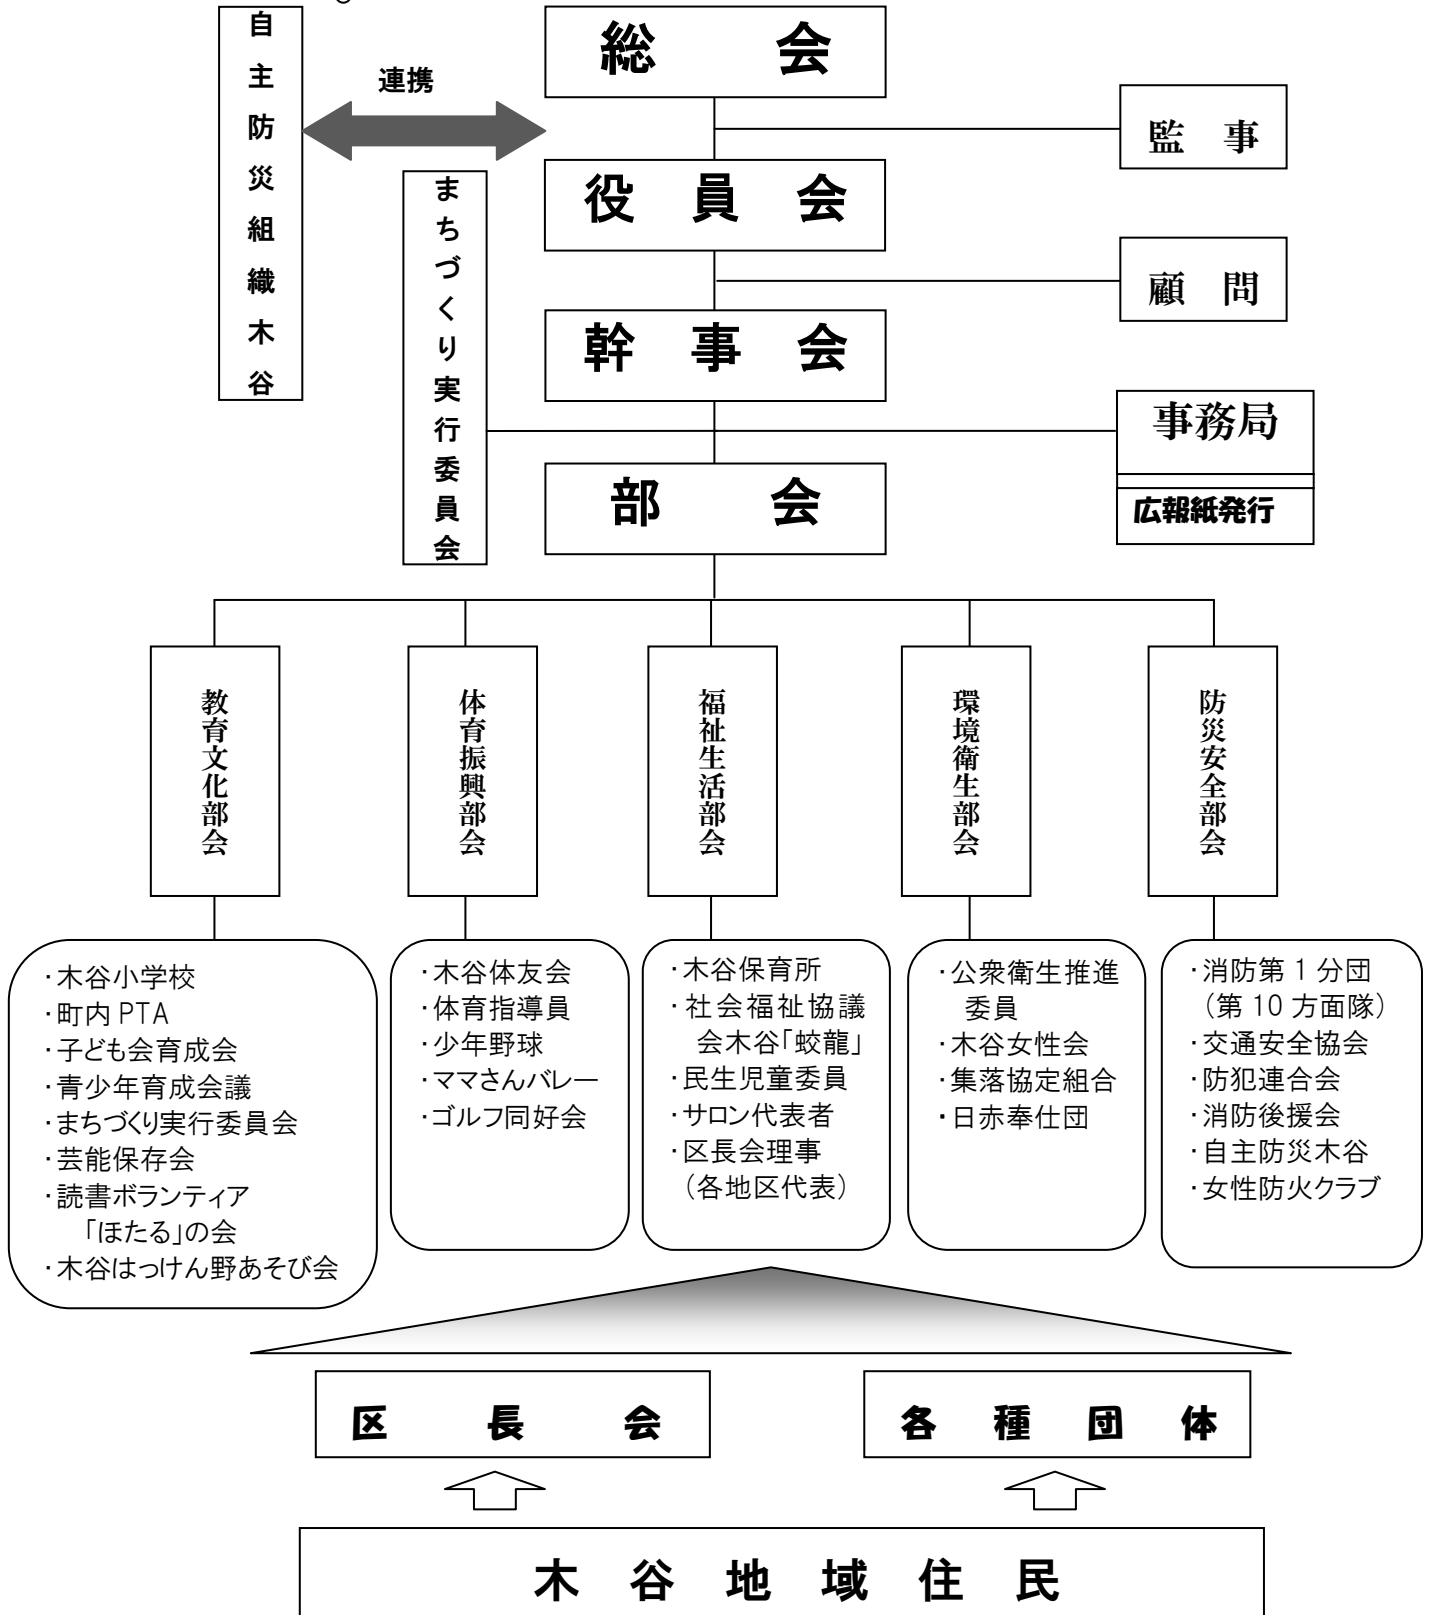 自主防災組織木谷
連携
総　会
監　事
役　員　会
まちづくり実行委員会
顧　問
幹　事　会
事務局
広報紙発行
部　会
教育文化部会
体育振興部会
福祉生活部会
環境衛生部会
防災安全部会
・木谷小学校
・町内 PTA
・子ども会育成会
・青少年育成会議
・まちづくり実行委員会
・芸能保存会
・読書ボランティア
「ほたる」の会
・木谷はっけん野あそび会
・木谷体友会
・体育指導員
・少年野球
・ママさんバレー
・ゴルフ同好会
・木谷保育所
・社会福祉協議
会木谷「蛟龍」
・民生児童委員
・サロン代表者
・区長会理事
（各地区代表）
・公衆衛生推進
委員
・木谷女性会
・集落協定組合
・日赤奉仕団
・消防第 1 分団
（第 10 方面隊）
・交通安全協会
・防犯連合会
・消防後援会
・自主防災木谷
・女性防火クラブ
区　長　会
各　種　団　体
木　谷　地　域　住　民